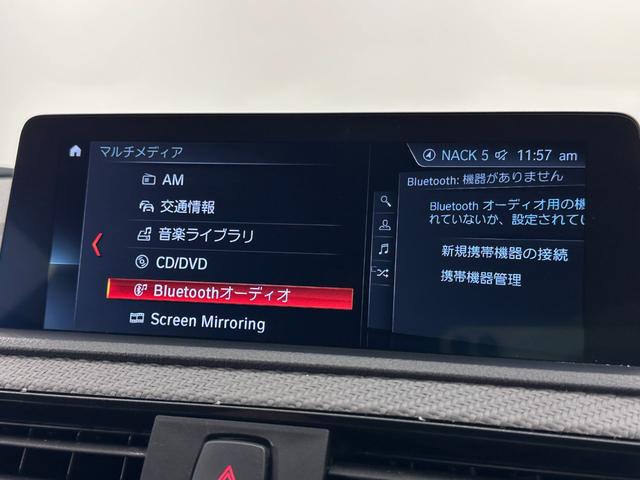 マルチメディア
NACK 5 11:57 am
AM
交通情報
音楽ライブラリ
CD/DVD
Bluetoothオーディオ
Screen Mirroring
Bluetooth: 機器がありません
Bluetooth オーディオ用の機
れていないか、設定されてい
新規携帯機器の接続
携帯機器管理